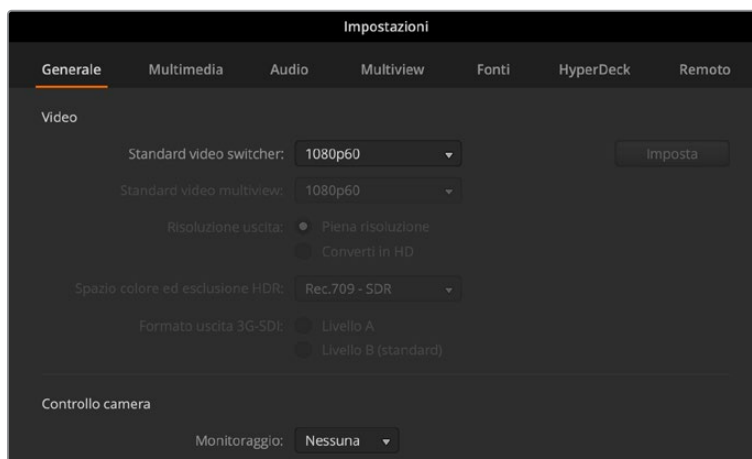 Impostazioni
Generale Multimedia Audio Multiview Fonti HyperDeck Remoto
Video
Standard video switcher: 1080p60 Imposta
Standard video multiview: 1080p60
Risoluzione uscita: Piena risoluzione
Converti in HD
Spazio colore ed esclusione HDR: Rec.709 - SDR
Formato uscita 3G-SDI: Livello A
Livello B (standard)
Controllo camera
Monitoraggio: Nessuna